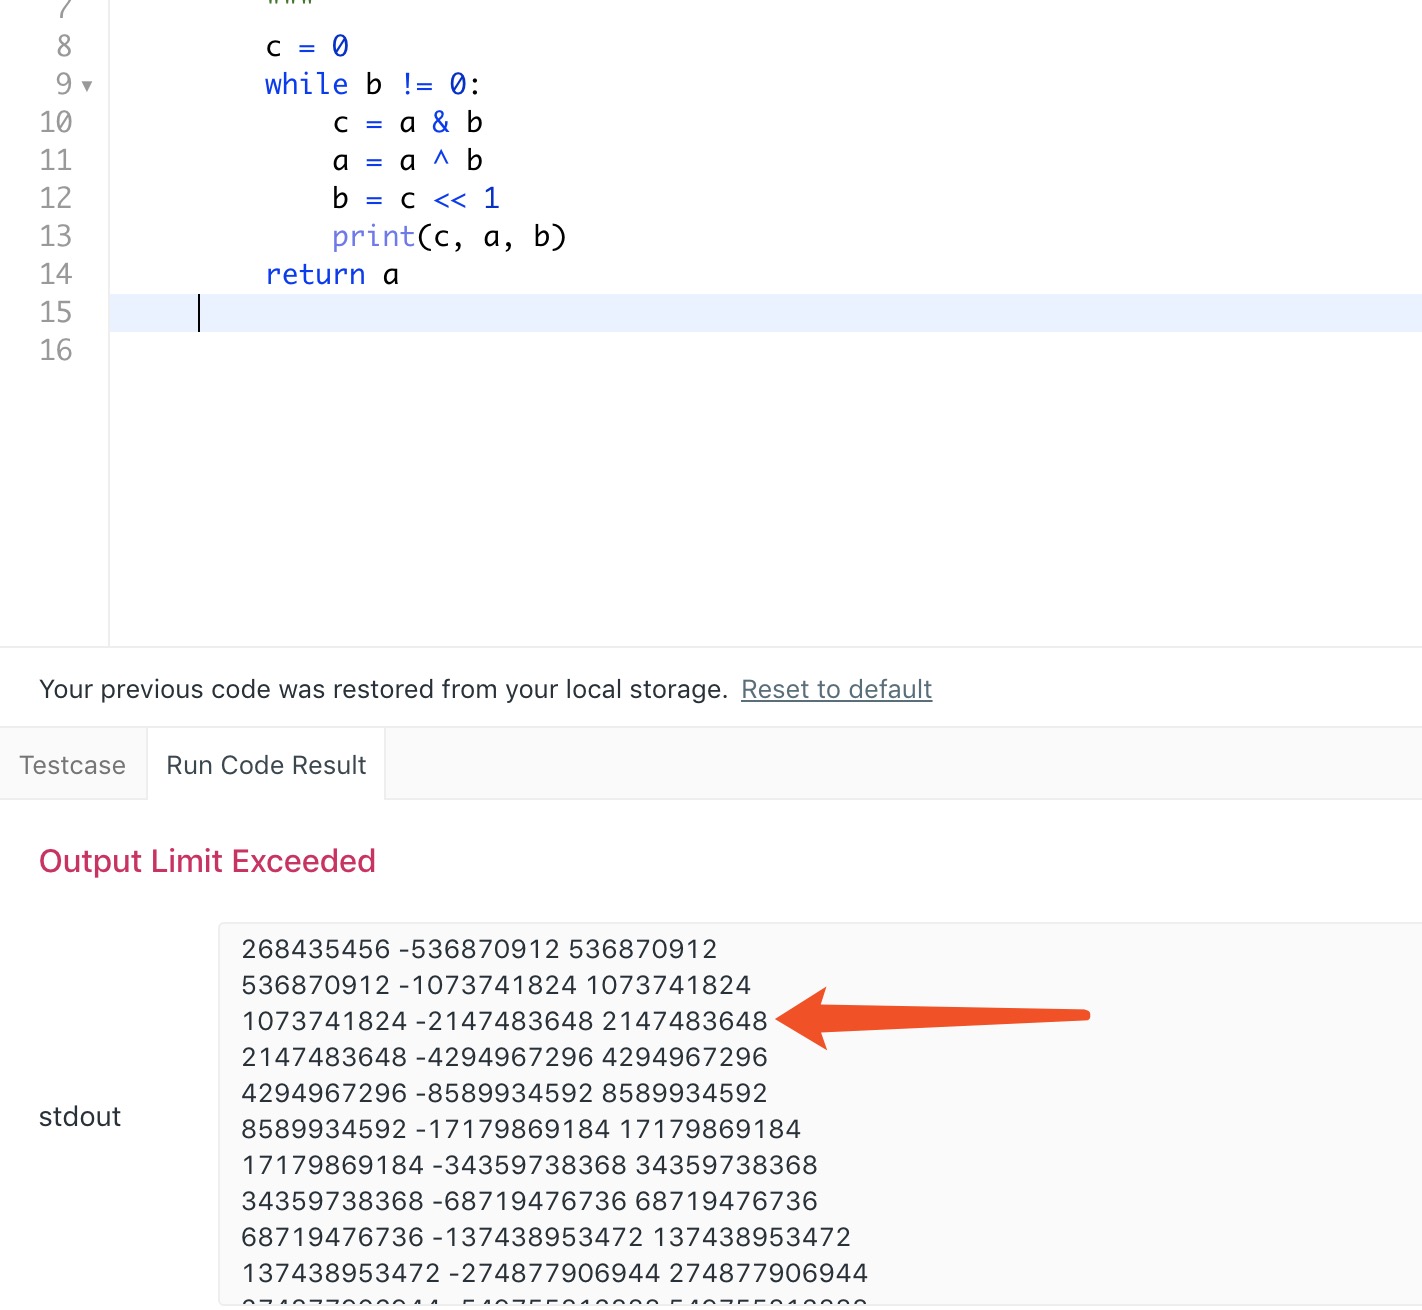 7 """
8 c = 0
9 while b != 0:
10 c = a & b
11 a = a ^ b
12 b = c << 1
13 print(c, a, b)
14 return a
15
16
Your previous code was restored from your local storage. Reset to default
Testcase Run Code Result
Output Limit Exceeded
stdout
268435456 -536870912 536870912
536870912 -1073741824 1073741824
1073741824 -2147483648 2147483648
2147483648 -4294967296 4294967296
4294967296 -8589934592 8589934592
8589934592 -17179869184 17179869184
17179869184 -34359738368 34359738368
34359738368 -68719476736 68719476736
68719476736 -137438953472 137438953472
137438953472 -274877906944 274877906944